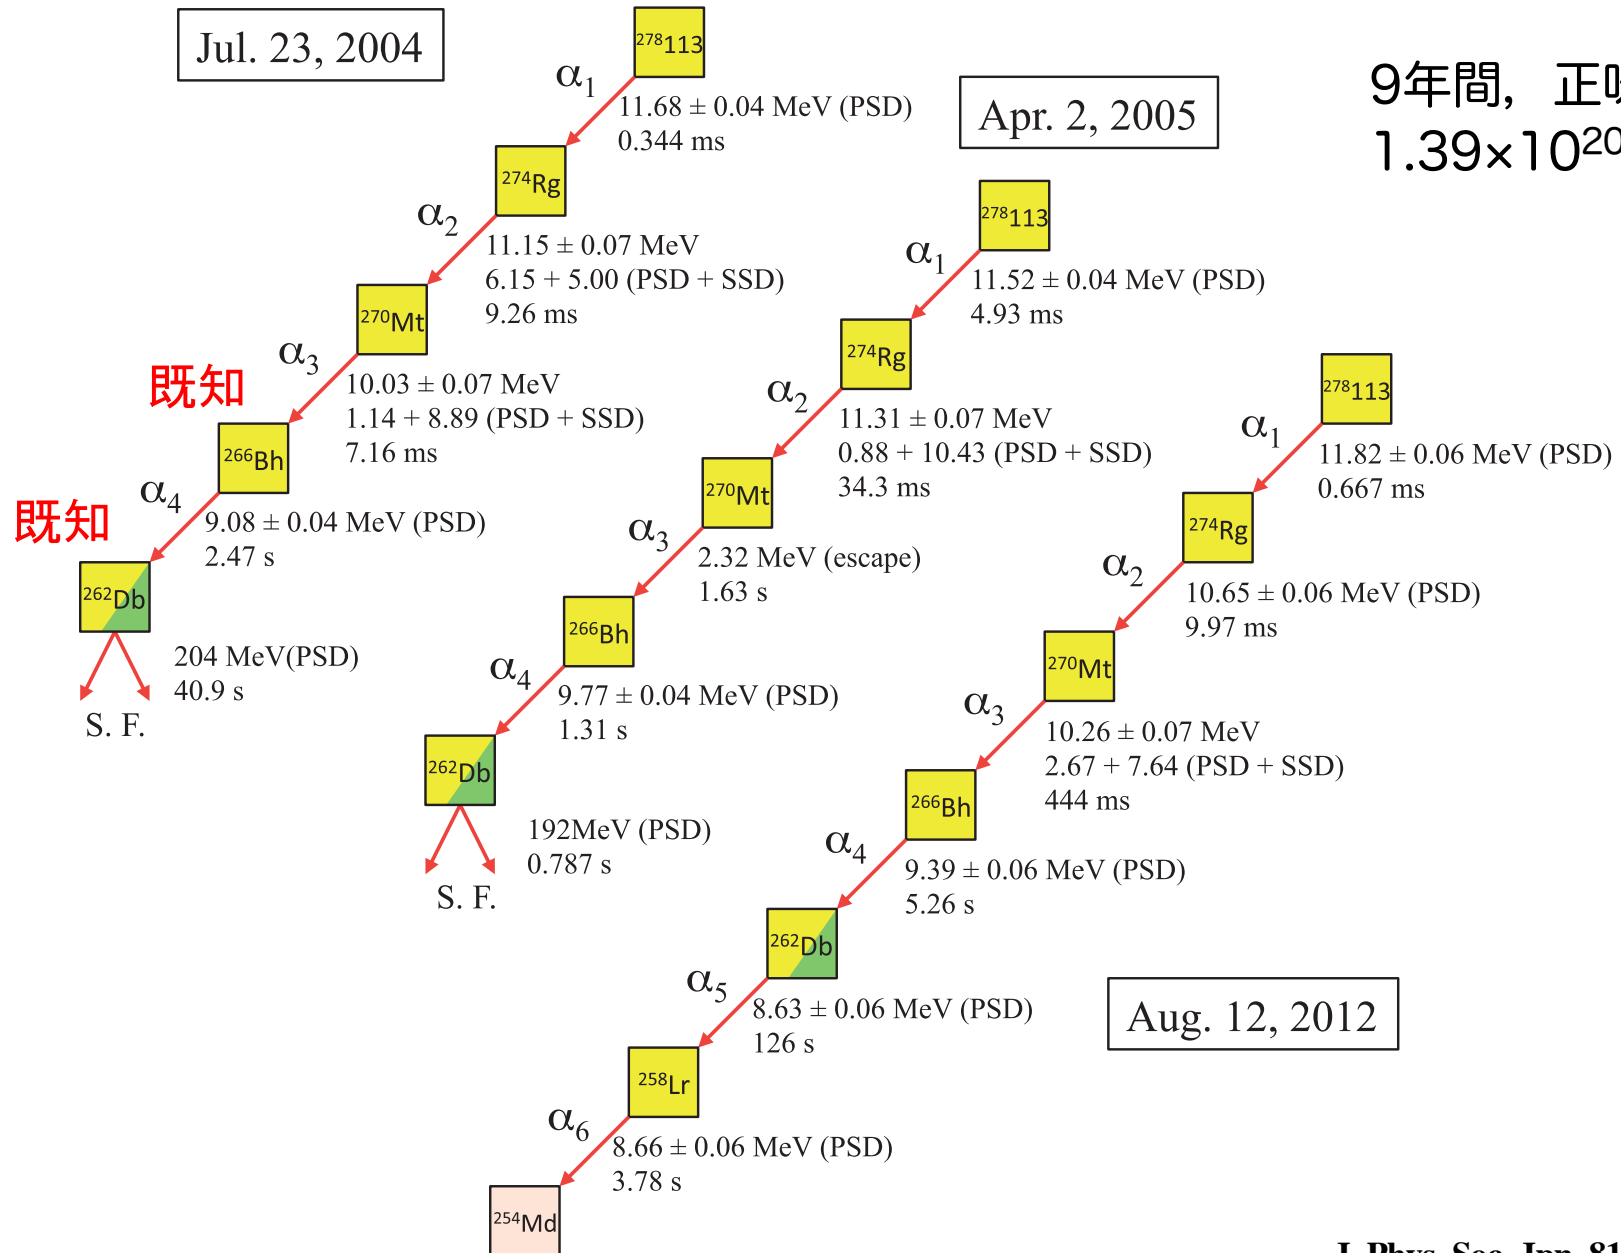 Jul. 23, 2004
²⁷⁸113
α₁
11.68 ± 0.04 MeV (PSD)
0.344 ms
²⁷⁴Rg
α₂
11.15 ± 0.07 MeV
6.15 + 5.00 (PSD + SSD)
9.26 ms
²⁷⁰Mt
α₃
既知
10.03 ± 0.07 MeV
1.14 + 8.89 (PSD + SSD)
7.16 ms
²⁶⁶Bh
α₄
既知
9.08 ± 0.04 MeV (PSD)
2.47 s
²⁶²Db
204 MeV(PSD)
40.9 s
S. F.
Apr. 2, 2005
²⁷⁸113
α₁
11.52 ± 0.04 MeV (PSD)
4.93 ms
²⁷⁴Rg
α₂
11.31 ± 0.07 MeV
0.88 + 10.43 (PSD + SSD)
34.3 ms
²⁷⁰Mt
α₃
2.32 MeV (escape)
1.63 s
²⁶⁶Bh
α₄
9.77 ± 0.04 MeV (PSD)
1.31 s
²⁶²Db
192MeV (PSD)
0.787 s
S. F.
9年間，正
1.39×10²⁰
²⁷⁸113
α₁
11.82 ± 0.06 MeV (PSD)
0.667 ms
²⁷⁴Rg
α₂
10.65 ± 0.06 MeV (PSD)
9.97 ms
²⁷⁰Mt
α₃
10.26 ± 0.07 MeV
2.67 + 7.64 (PSD + SSD)
444 ms
²⁶⁶Bh
α₄
9.39 ± 0.06 MeV (PSD)
5.26 s
²⁶²Db
α₅
8.63 ± 0.06 MeV (PSD)
126 s
Aug. 12, 2012
²⁵⁸Lr
α₆
8.66 ± 0.06 MeV (PSD)
3.78 s
²⁵⁴Md
J. Phys. Soc. Jpn. 81